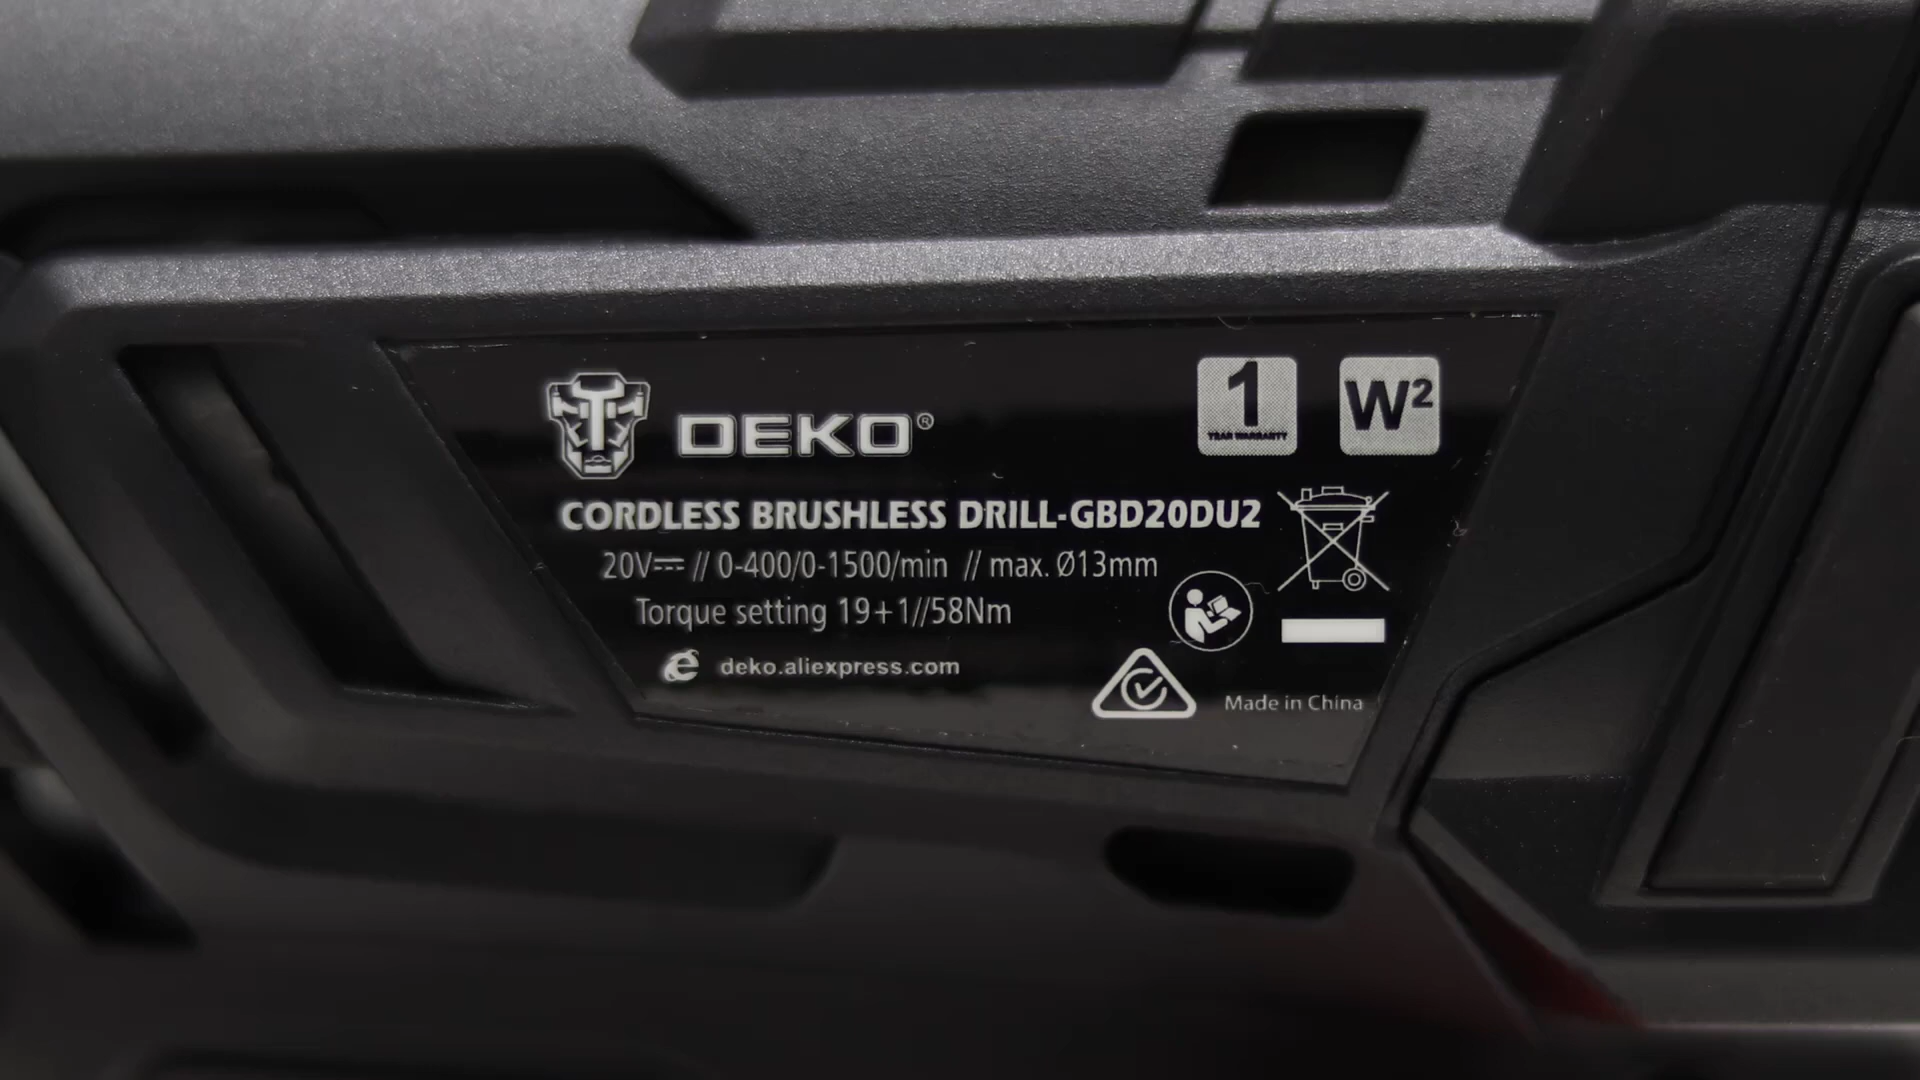 DEKO®
1
YEAR WARRANTY
W²
CORDLESS BRUSHLESS DRILL-GBD20DU2
20V⎓ // 0-400/0-1500/min // max. Ø13mm
Torque setting 19+1//58Nm
deko.aliexpress.com
Made in China